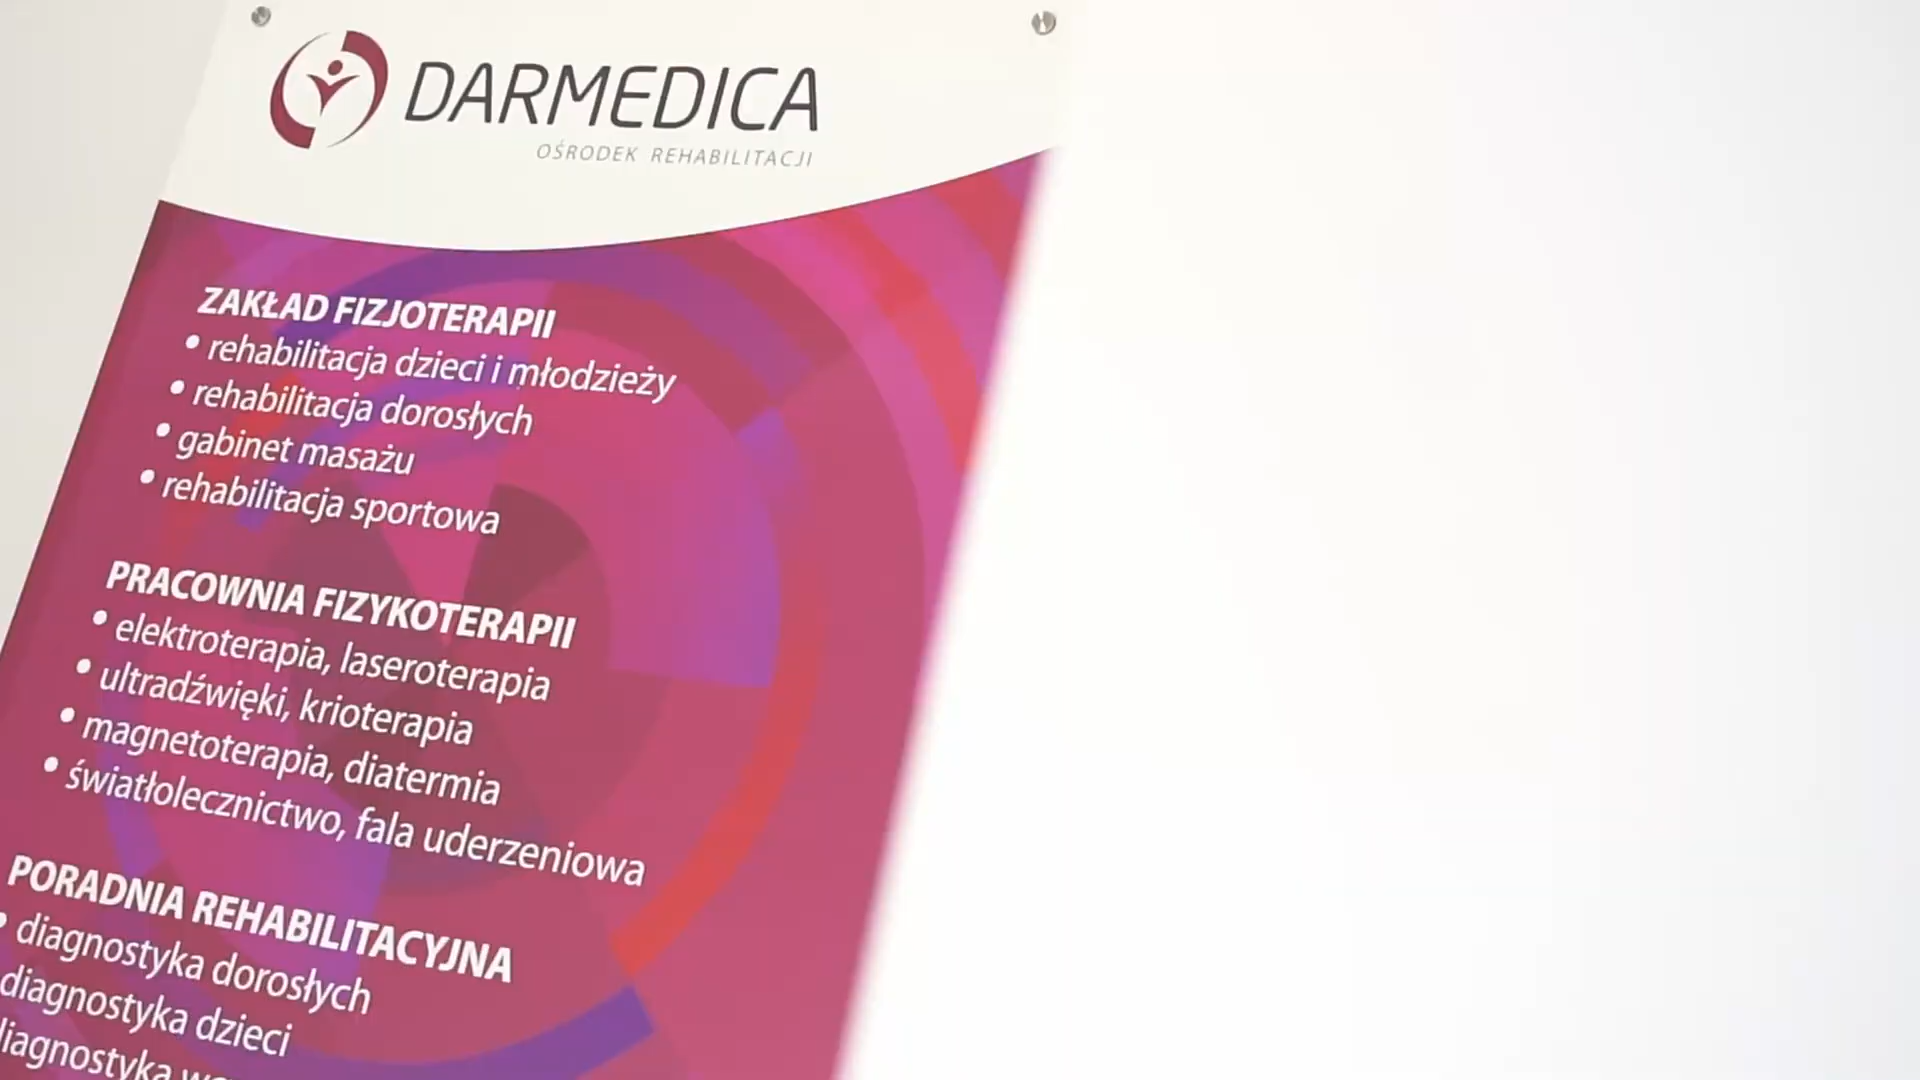 DARMEDICA
OŚRODEK REHABILITACJI
ZAKŁAD FIZJOTERAPII
• rehabilitacja dzieci i młodzieży
• rehabilitacja dorosłych
• gabinet masażu
• rehabilitacja sportowa
PRACOWNIA FIZYKOTERAPII
• elektroterapia, laseroterapia
• ultradźwięki, krioterapia
• magnetoterapia, diatermia
• światłolecznictwo, fala uderzeniowa
PORADNIA REHABILITACYJNA
• diagnostyka dorosłych
diagnostyka dzieci
diagnostyka